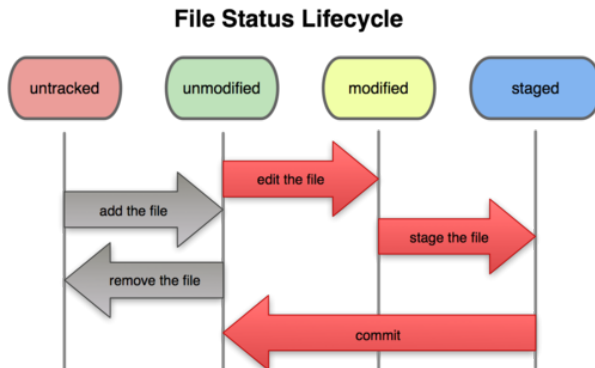 File Status Lifecycle
untracked
unmodified
modified
staged
edit the file
add the file
stage the file
remove the file
commit